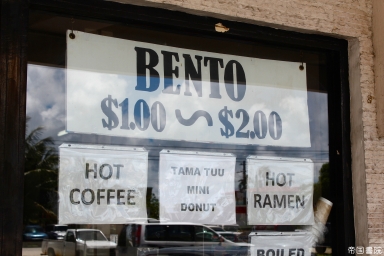 BENTO
$1.00 ~ $2.00
HOT
COFFEE
TAMA TUU
MINI
DONUT
HOT
RAMEN
BOILED